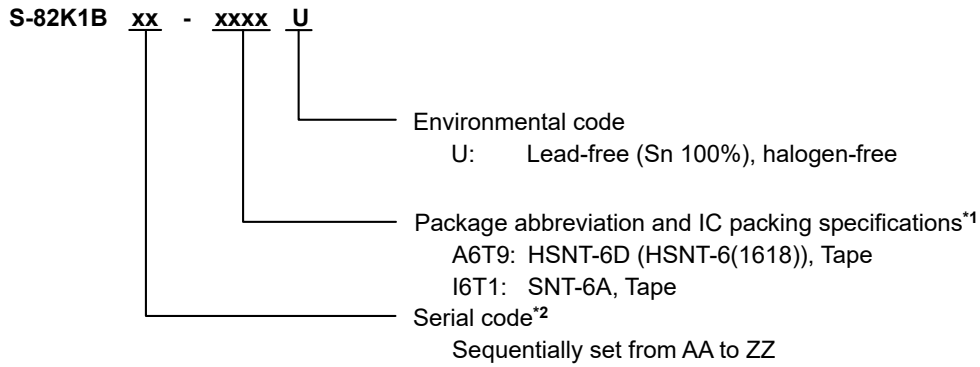 S-82K1B xx - xxxx U
Environmental code
U: Lead-free (Sn 100%), halogen-free
Package abbreviation and IC packing specifications*1
A6T9: HSNT-6D (HSNT-6(1618)), Tape
I6T1: SNT-6A, Tape
Serial code*2
Sequentially set from AA to ZZ